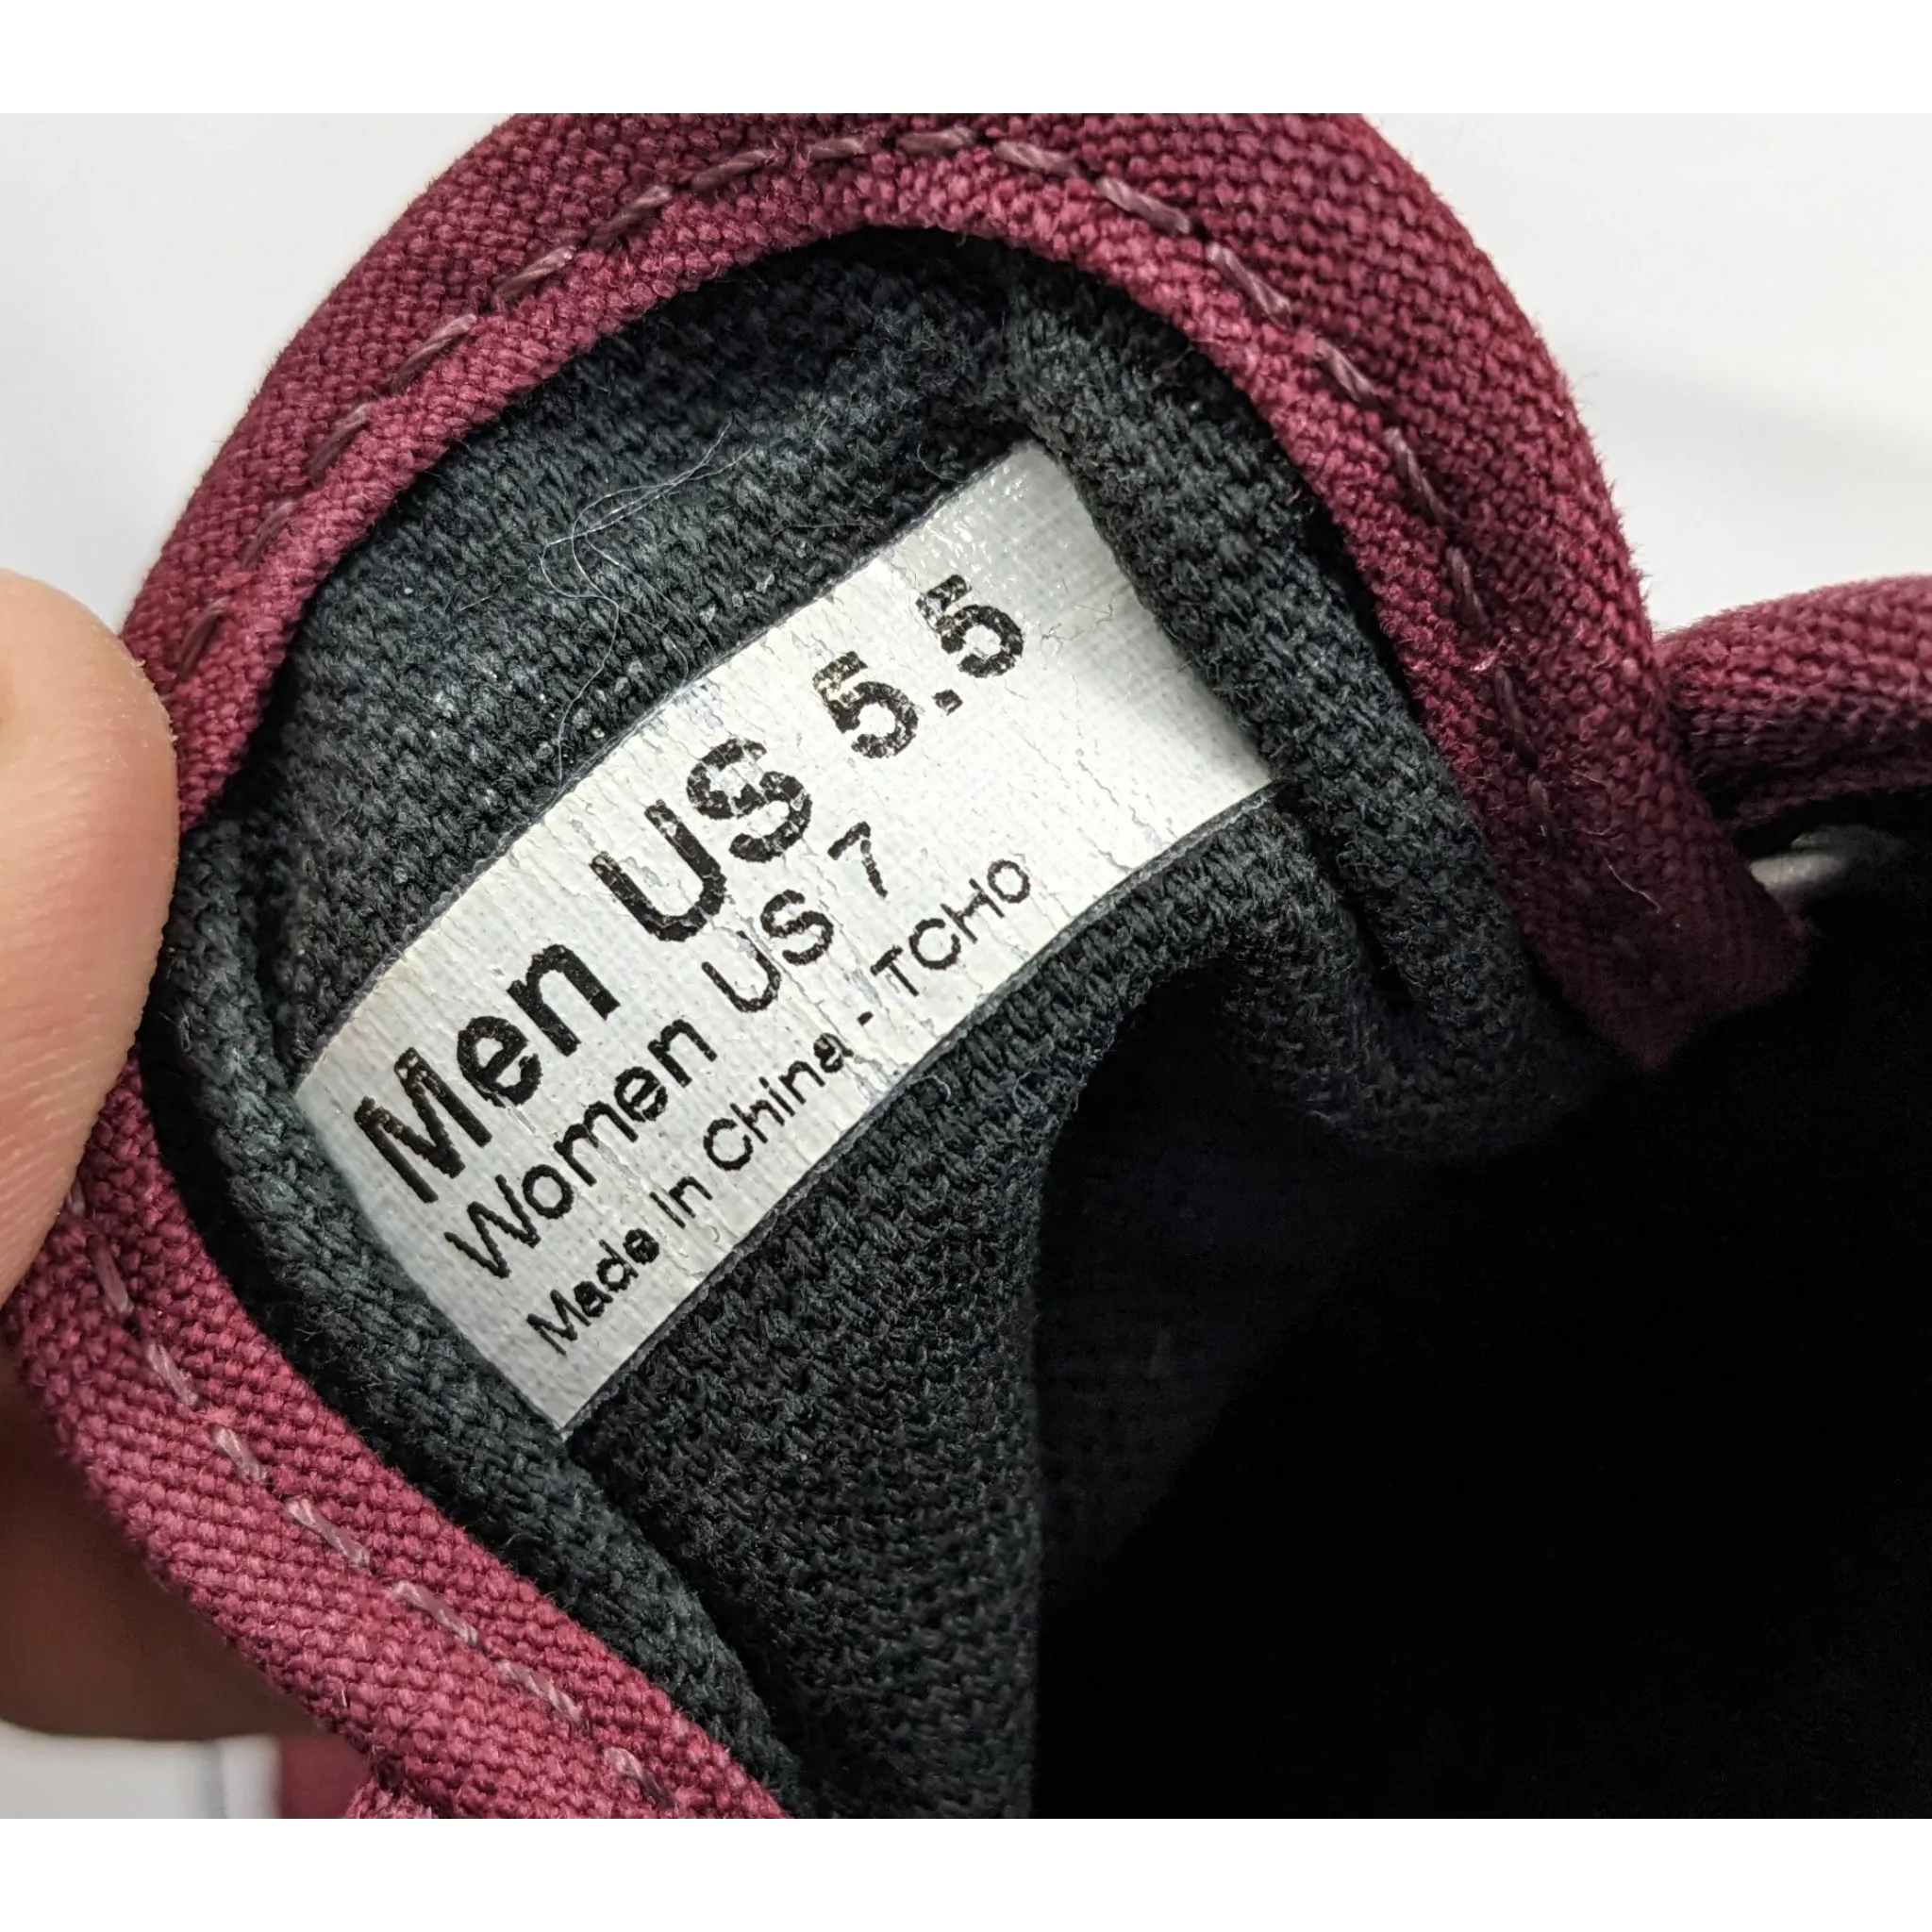 Men US 5.5
Women US 7
Made In China - TCHO